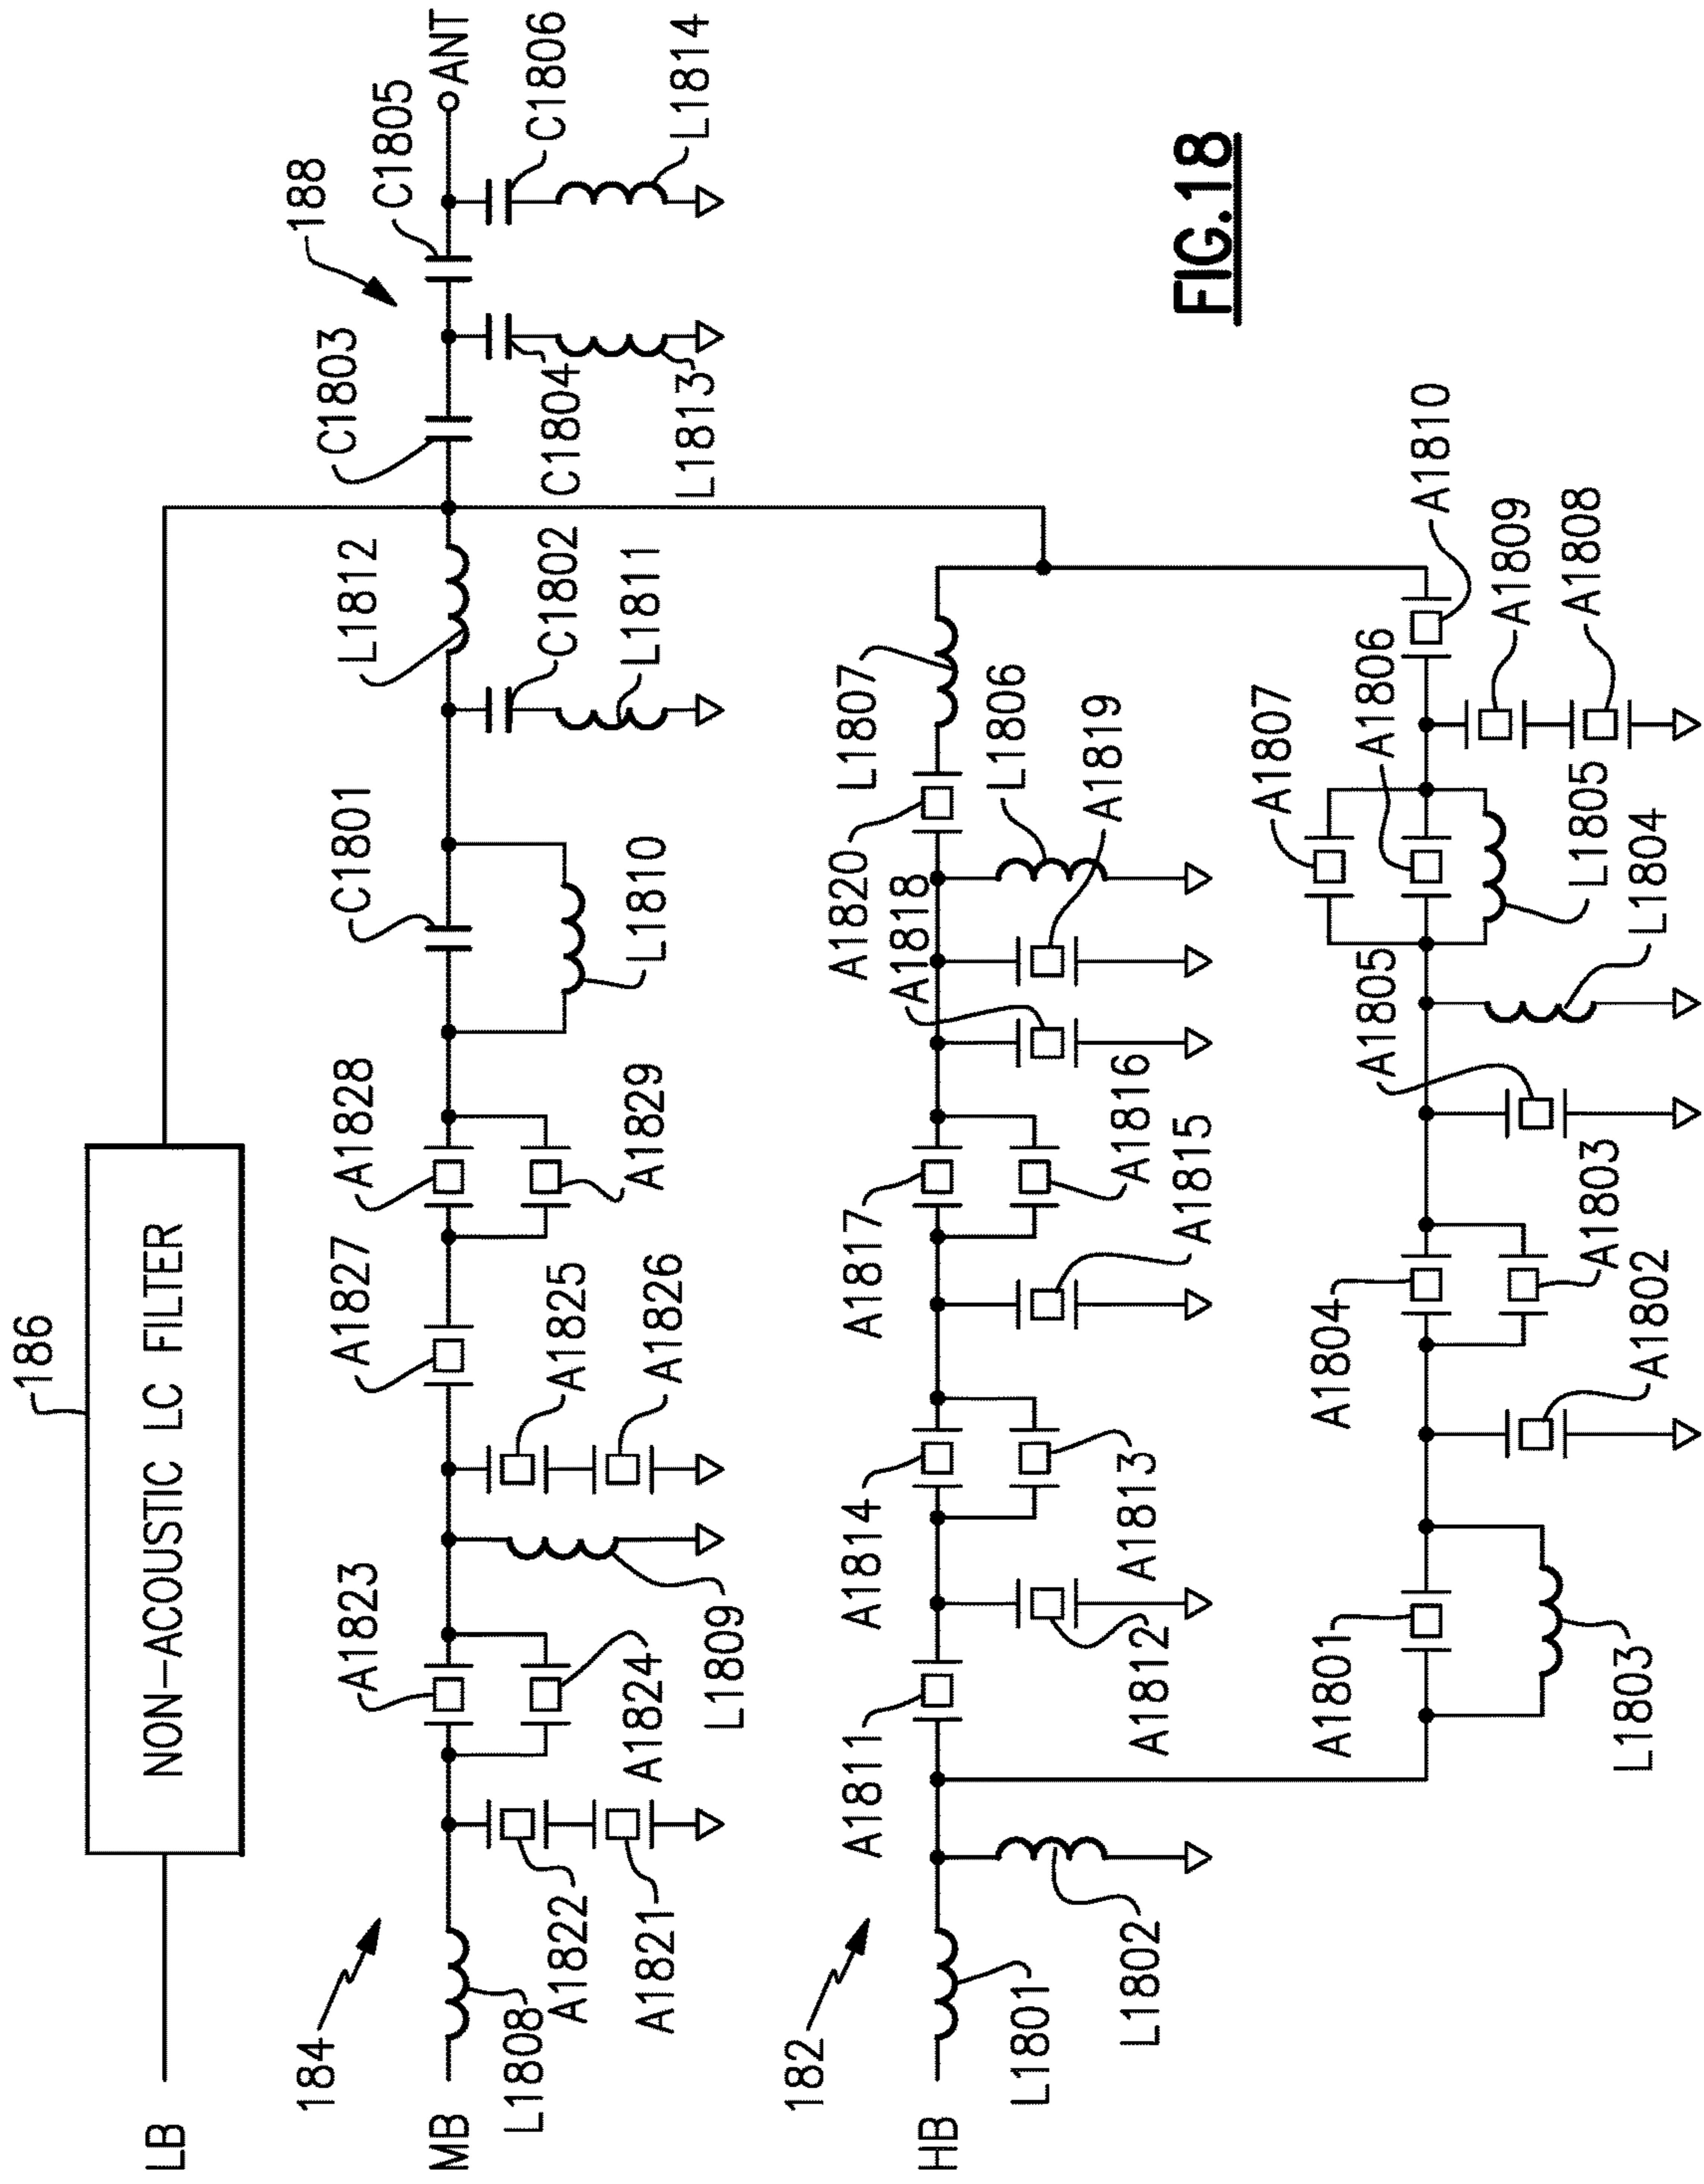 186
NON-ACOUSTIC LC FILTER
LB
184
MB
L1808
A1822
A1821
A1823
A1824
L1809
A1825
A1826
A1827
A1828
A1829
C1801
L1810
L1812
C1802
L1811
C1803
188
C1804
L1813
C1805
ANT
C1806
L1814
182
HB
L1801
L1802
A1811
A1812
A1814
A1813
A1817
A1815
A1816
A1818
A1820
A1819
L1806
L1807
A1801
L1803
A1804
A1802
A1803
A1805
L1804
L1805
A1807
A1806
A1810
A1809
A1808
FIG.18